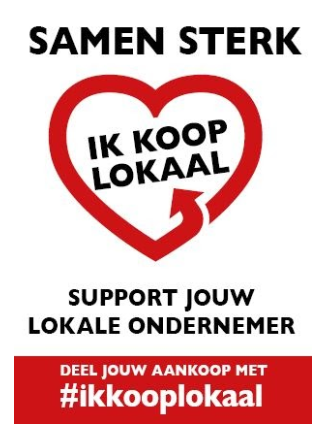 SAMEN STERK
IK KOOP
LOKAAL
SUPPORT JOUW
LOKALE ONDERNEMER
DEEL JOUW AANKOOP MET
#ikkooplokaal